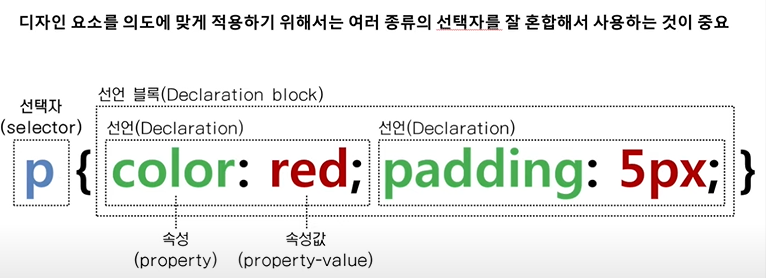 디자인 요소를 의도에 맞게 적용하기 위해서는 여러 종류의 선택자를 잘 혼합해서 사용하는 것이 중요
선언 블록(Declaration block)
선택자
(selector)
선언(Declaration) 선언(Declaration)
p { color: red; padding: 5px; }
속성 속성값
(property) (property-value)